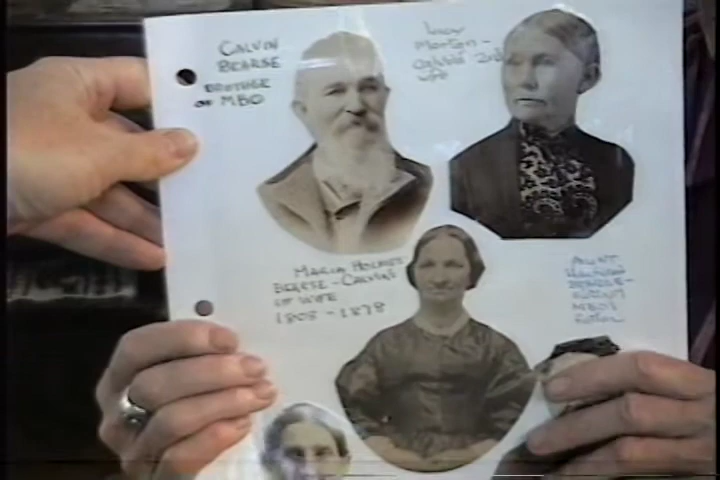 CALVIN
BEARSE
BROTHER
OF MBO
Lucy
Morton -
Calvin's 2nd
wife
MARIA HOLMES
BEARSE - CALVIN'S
1ST WIFE
1808 - 1878
AUNT
BEARSE -
MBO'S